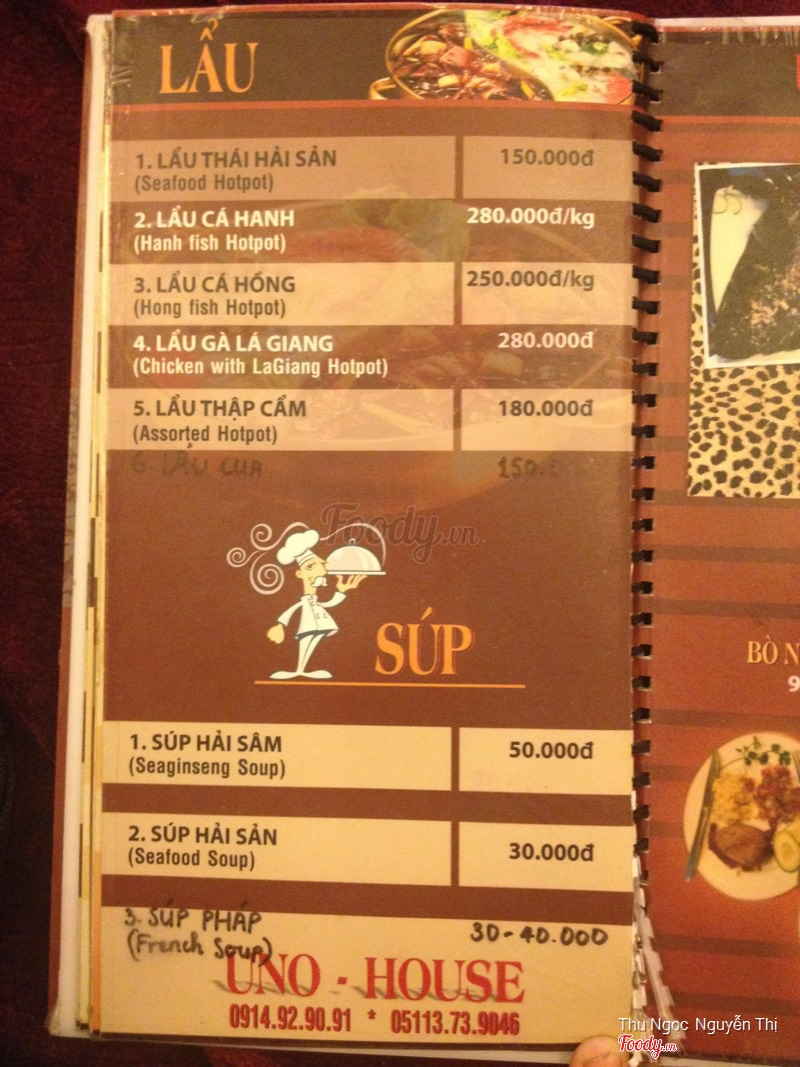 LẨU
1. LẨU THÁI HẢI SẢN 150.000đ
(Seafood Hotpot)
2. LẨU CÁ HANH 280.000đ/kg
(Hanh fish Hotpot)
3. LẨU CÁ HỒNG 250.000đ/kg
(Hong fish Hotpot)
4. LẨU GÀ LÁ GIANG 280.000đ
(Chicken with LaGiang Hotpot)
5. LẨU THẬP CẨM 180.000đ
(Assorted Hotpot)
6. LẨU CUA 150.000
Foody.vn
SÚP
1. SÚP HẢI SÂM 50.000đ
(Seaginseng Soup)
2. SÚP HẢI SẢN 30.000đ
(Seafood Soup)
3. SÚP PHÁP 30-40.000
(French Soup)
UNO - HOUSE
0914.92.90.91 * 05113.73.9046
BÒ
9
Thu Ngọc Nguyễn Thị
Foody.vn